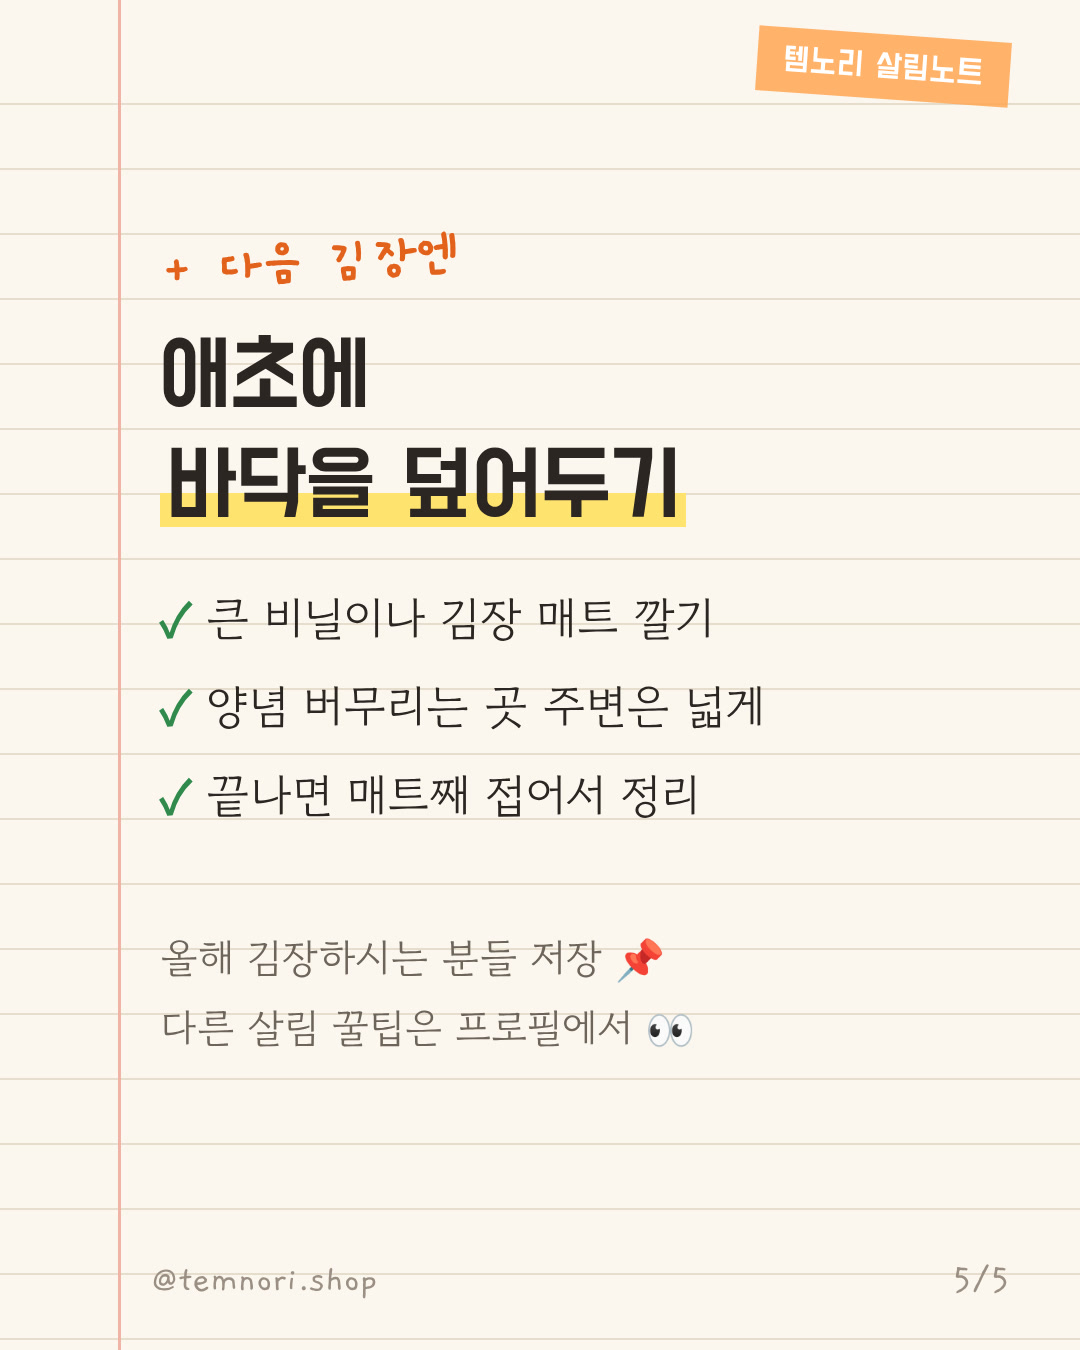 템노리 살림노트
+ 다음 김장엔
애초에
바닥을 덮어두기
✓ 큰 비닐이나 김장 매트 깔기
✓ 양념 버무리는 곳 주변은 넓게
✓ 끝나면 매트째 접어서 정리
올해 김장하시는 분들 저장 📌
다른 살림 꿀팁은 프로필에서 👀
@temnori.shop
5/5